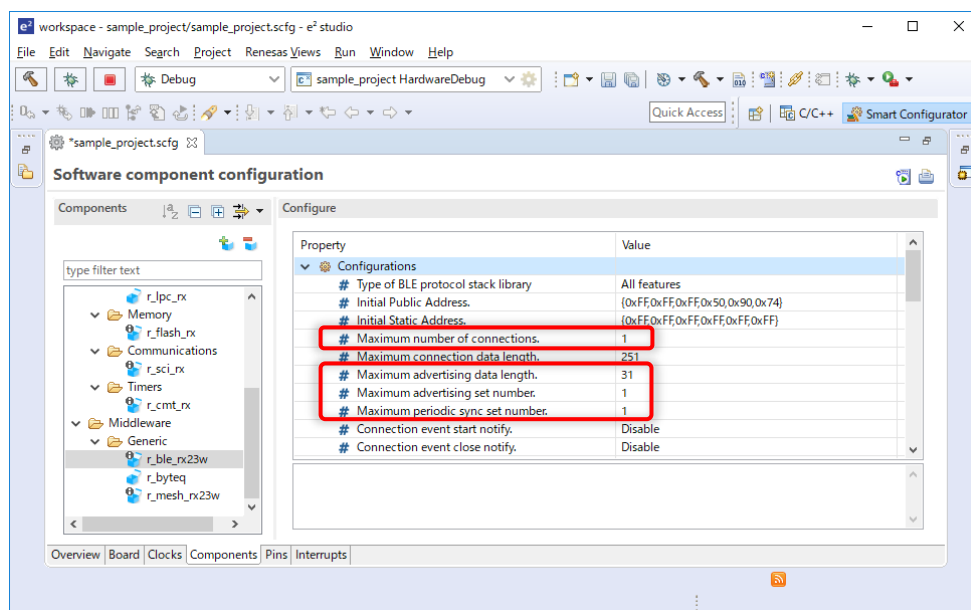 workspace - sample_project/sample_project.scfg - e² studio
File Edit Navigate Search Project Renesas Views Run Window Help
Debug
sample_project HardwareDebug
Quick Access
C/C++
Smart Configurator
*sample_project.scfg
Software component configuration
Components
Configure
type filter text
r_lpc_rx
Memory
r_flash_rx
Communications
r_sci_rx
Timers
r_cmt_rx
Middleware
Generic
r_ble_rx23w
r_byteq
r_mesh_rx23w
Property Value
Configurations
# Type of BLE protocol stack library All features
# Initial Public Address. {0xFF,0xFF,0xFF,0x50,0x90,0x74}
# Initial Static Address. {0xFF,0xFF,0xFF,0xFF,0xFF,0xFF}
# Maximum number of connections. 1
# Maximum connection data length. 251
# Maximum advertising data length. 31
# Maximum advertising set number. 1
# Maximum periodic sync set number. 1
# Connection event start notify. Disable
# Connection event close notify. Disable
Overview Board Clocks Components Pins Interrupts